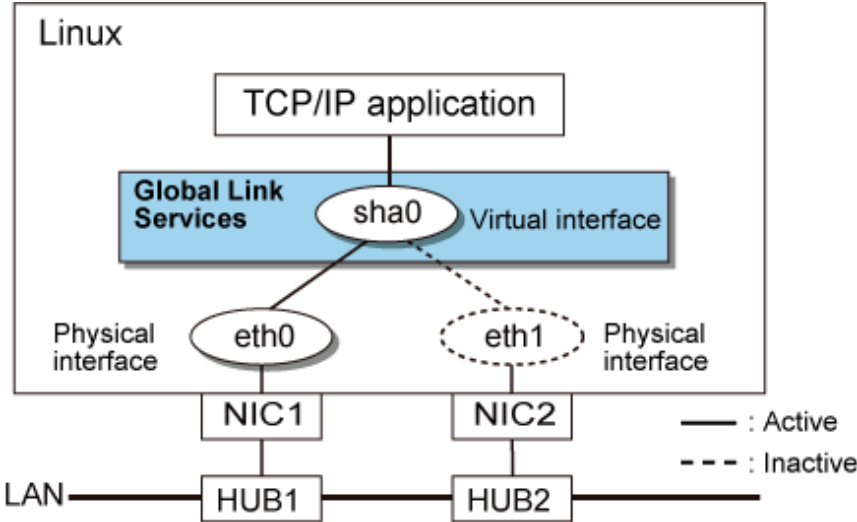 Linux
TCP/IP application
Global Link
Services
sha0
Virtual interface
Physical
interface
eth0
eth1
Physical
interface
NIC1
NIC2
: Active
: Inactive
LAN
HUB1
HUB2